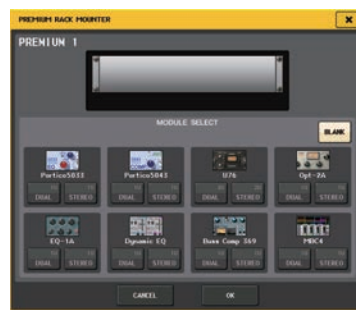 PREMIUM RACK MOUNTER
PREMIUM 1
MODULE SELECT
BLANK
Portico5033 Portico5043 U76 Opt-2A
DUAL STEREO DUAL STEREO DUAL STEREO DUAL STEREO
EQ-1A Dynamic EQ Buss Comp 369 MBC4
DUAL STEREO DUAL STEREO DUAL STEREO DUAL STEREO
CANCEL OK